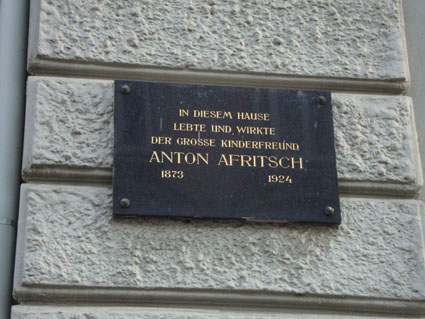 IN DIESEM HAUSE
LEBTE UND WIRKTE
DER GROSSE KINDERFREUND
ANTON AFRITSCH
1873 1924